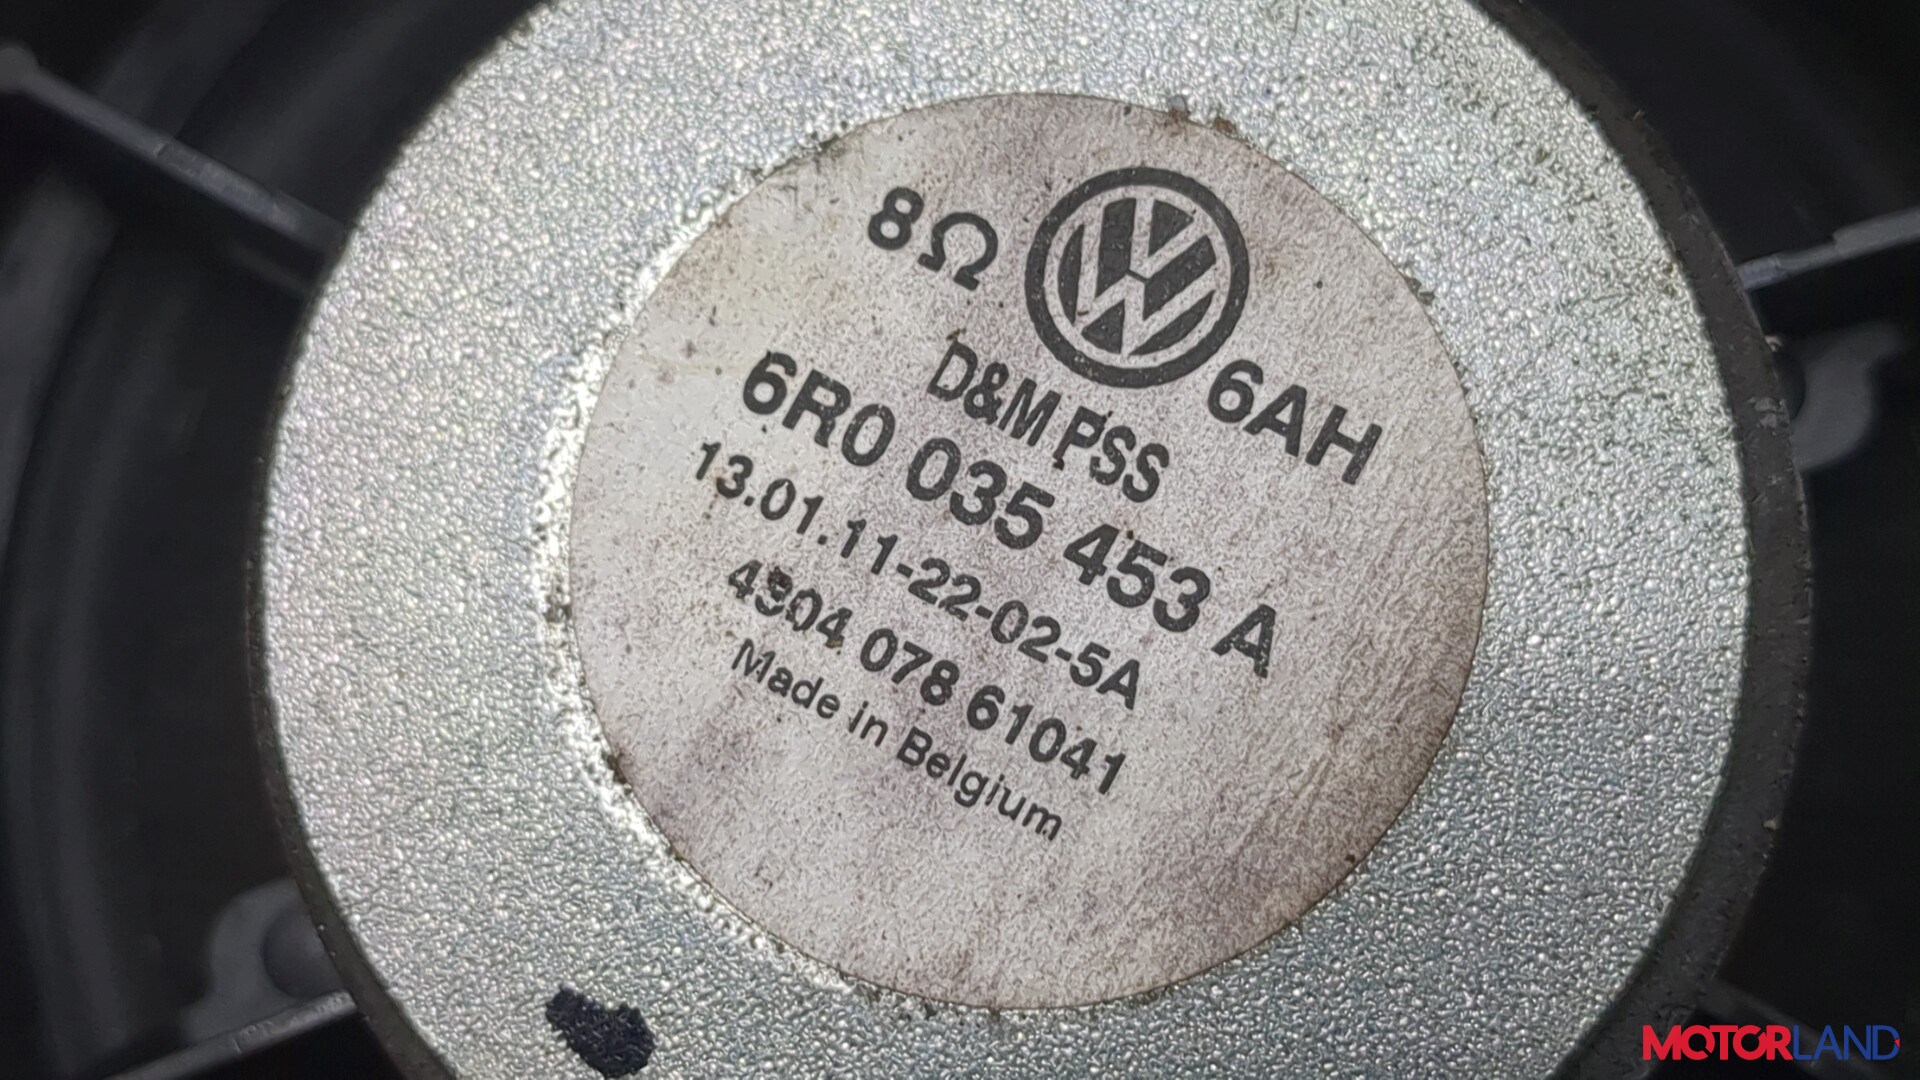 8Ω
6AH
D&M PSS
6R0 035 453 A
13.01.11-22-02-5A
4904 078 61041
Made in Belgium
MOTORLAND